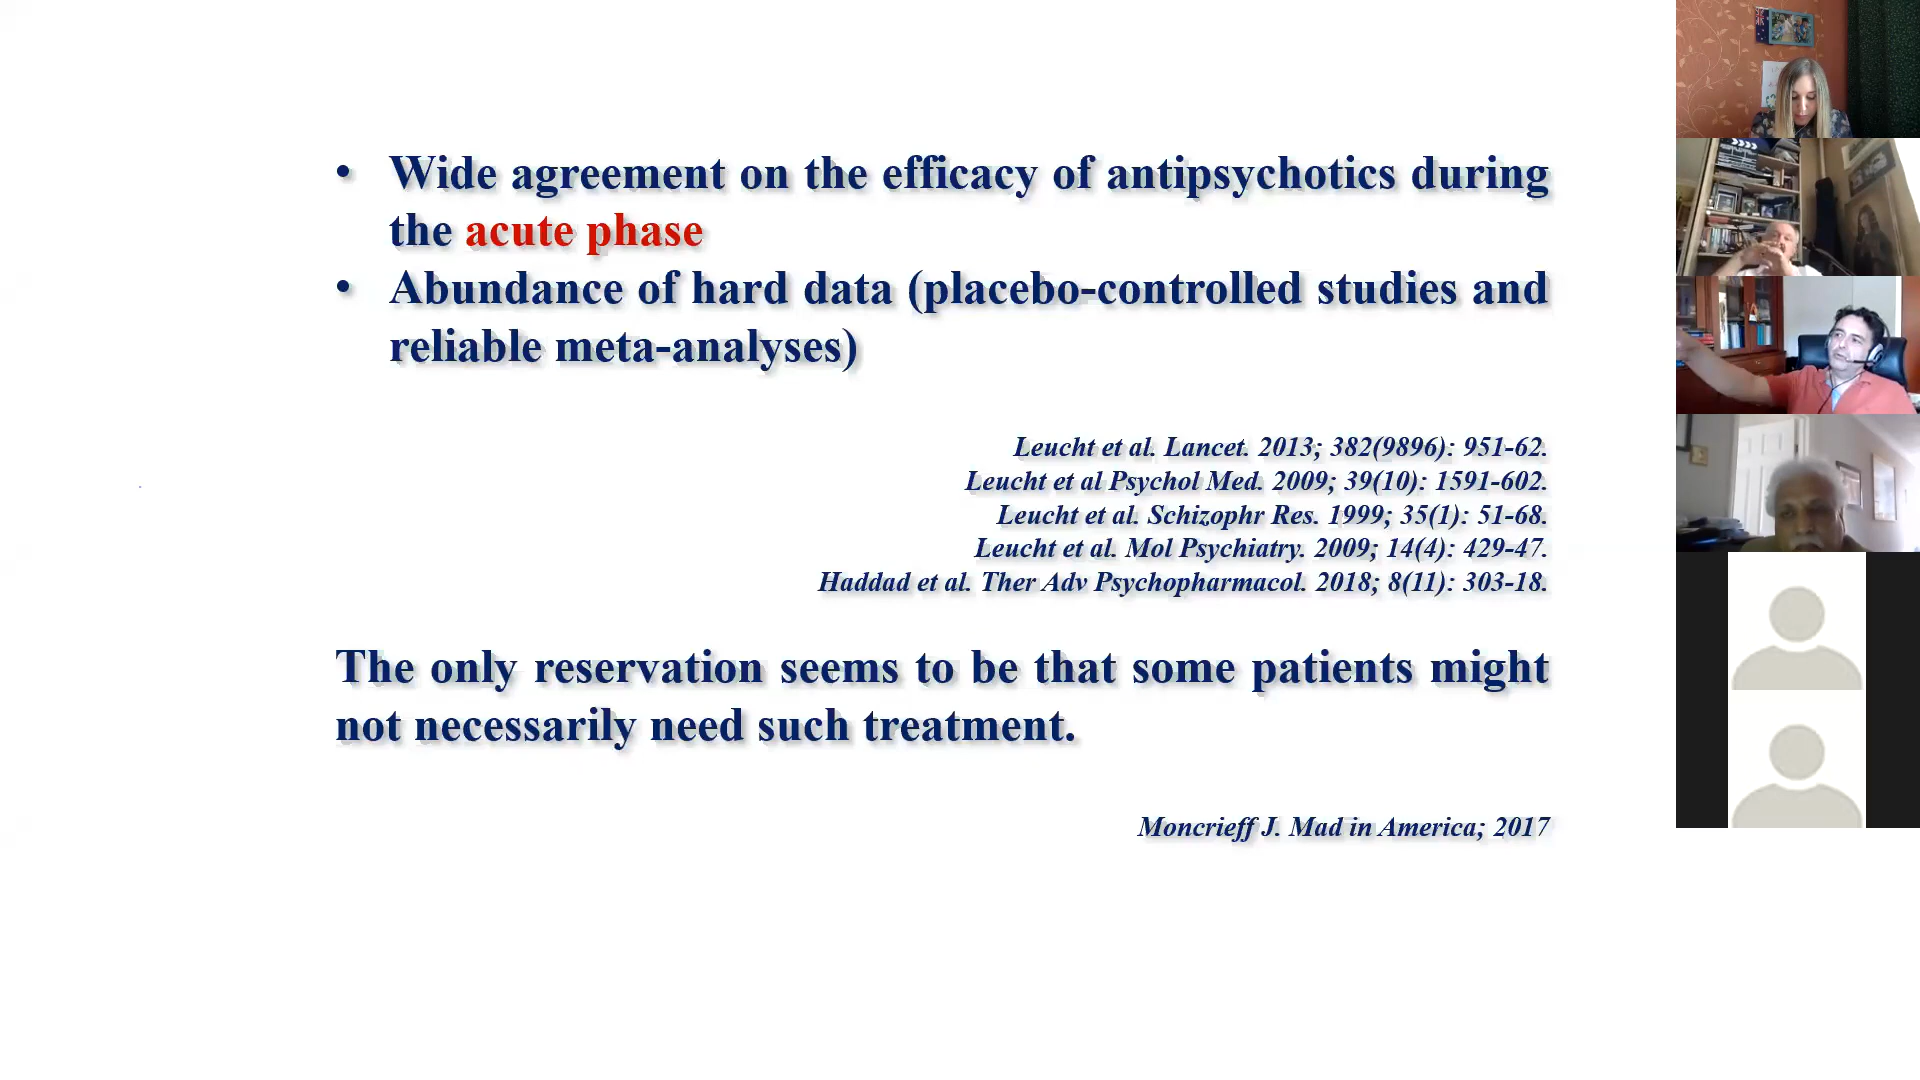 • Wide agreement on the efficacy of antipsychotics during
the acute phase
• Abundance of hard data (placebo-controlled studies and
reliable meta-analyses)
Leucht et al. Lancet. 2013; 382(9896): 951-62.
Leucht et al Psychol Med. 2009; 39(10): 1591-602.
Leucht et al. Schizophr Res. 1999; 35(1): 51-68.
Leucht et al. Mol Psychiatry. 2009; 14(4): 429-47.
Haddad et al. Ther Adv Psychopharmacol. 2018; 8(11): 303-18.
The only reservation seems to be that some patients might
not necessarily need such treatment.
Moncrieff J. Mad in America; 2017